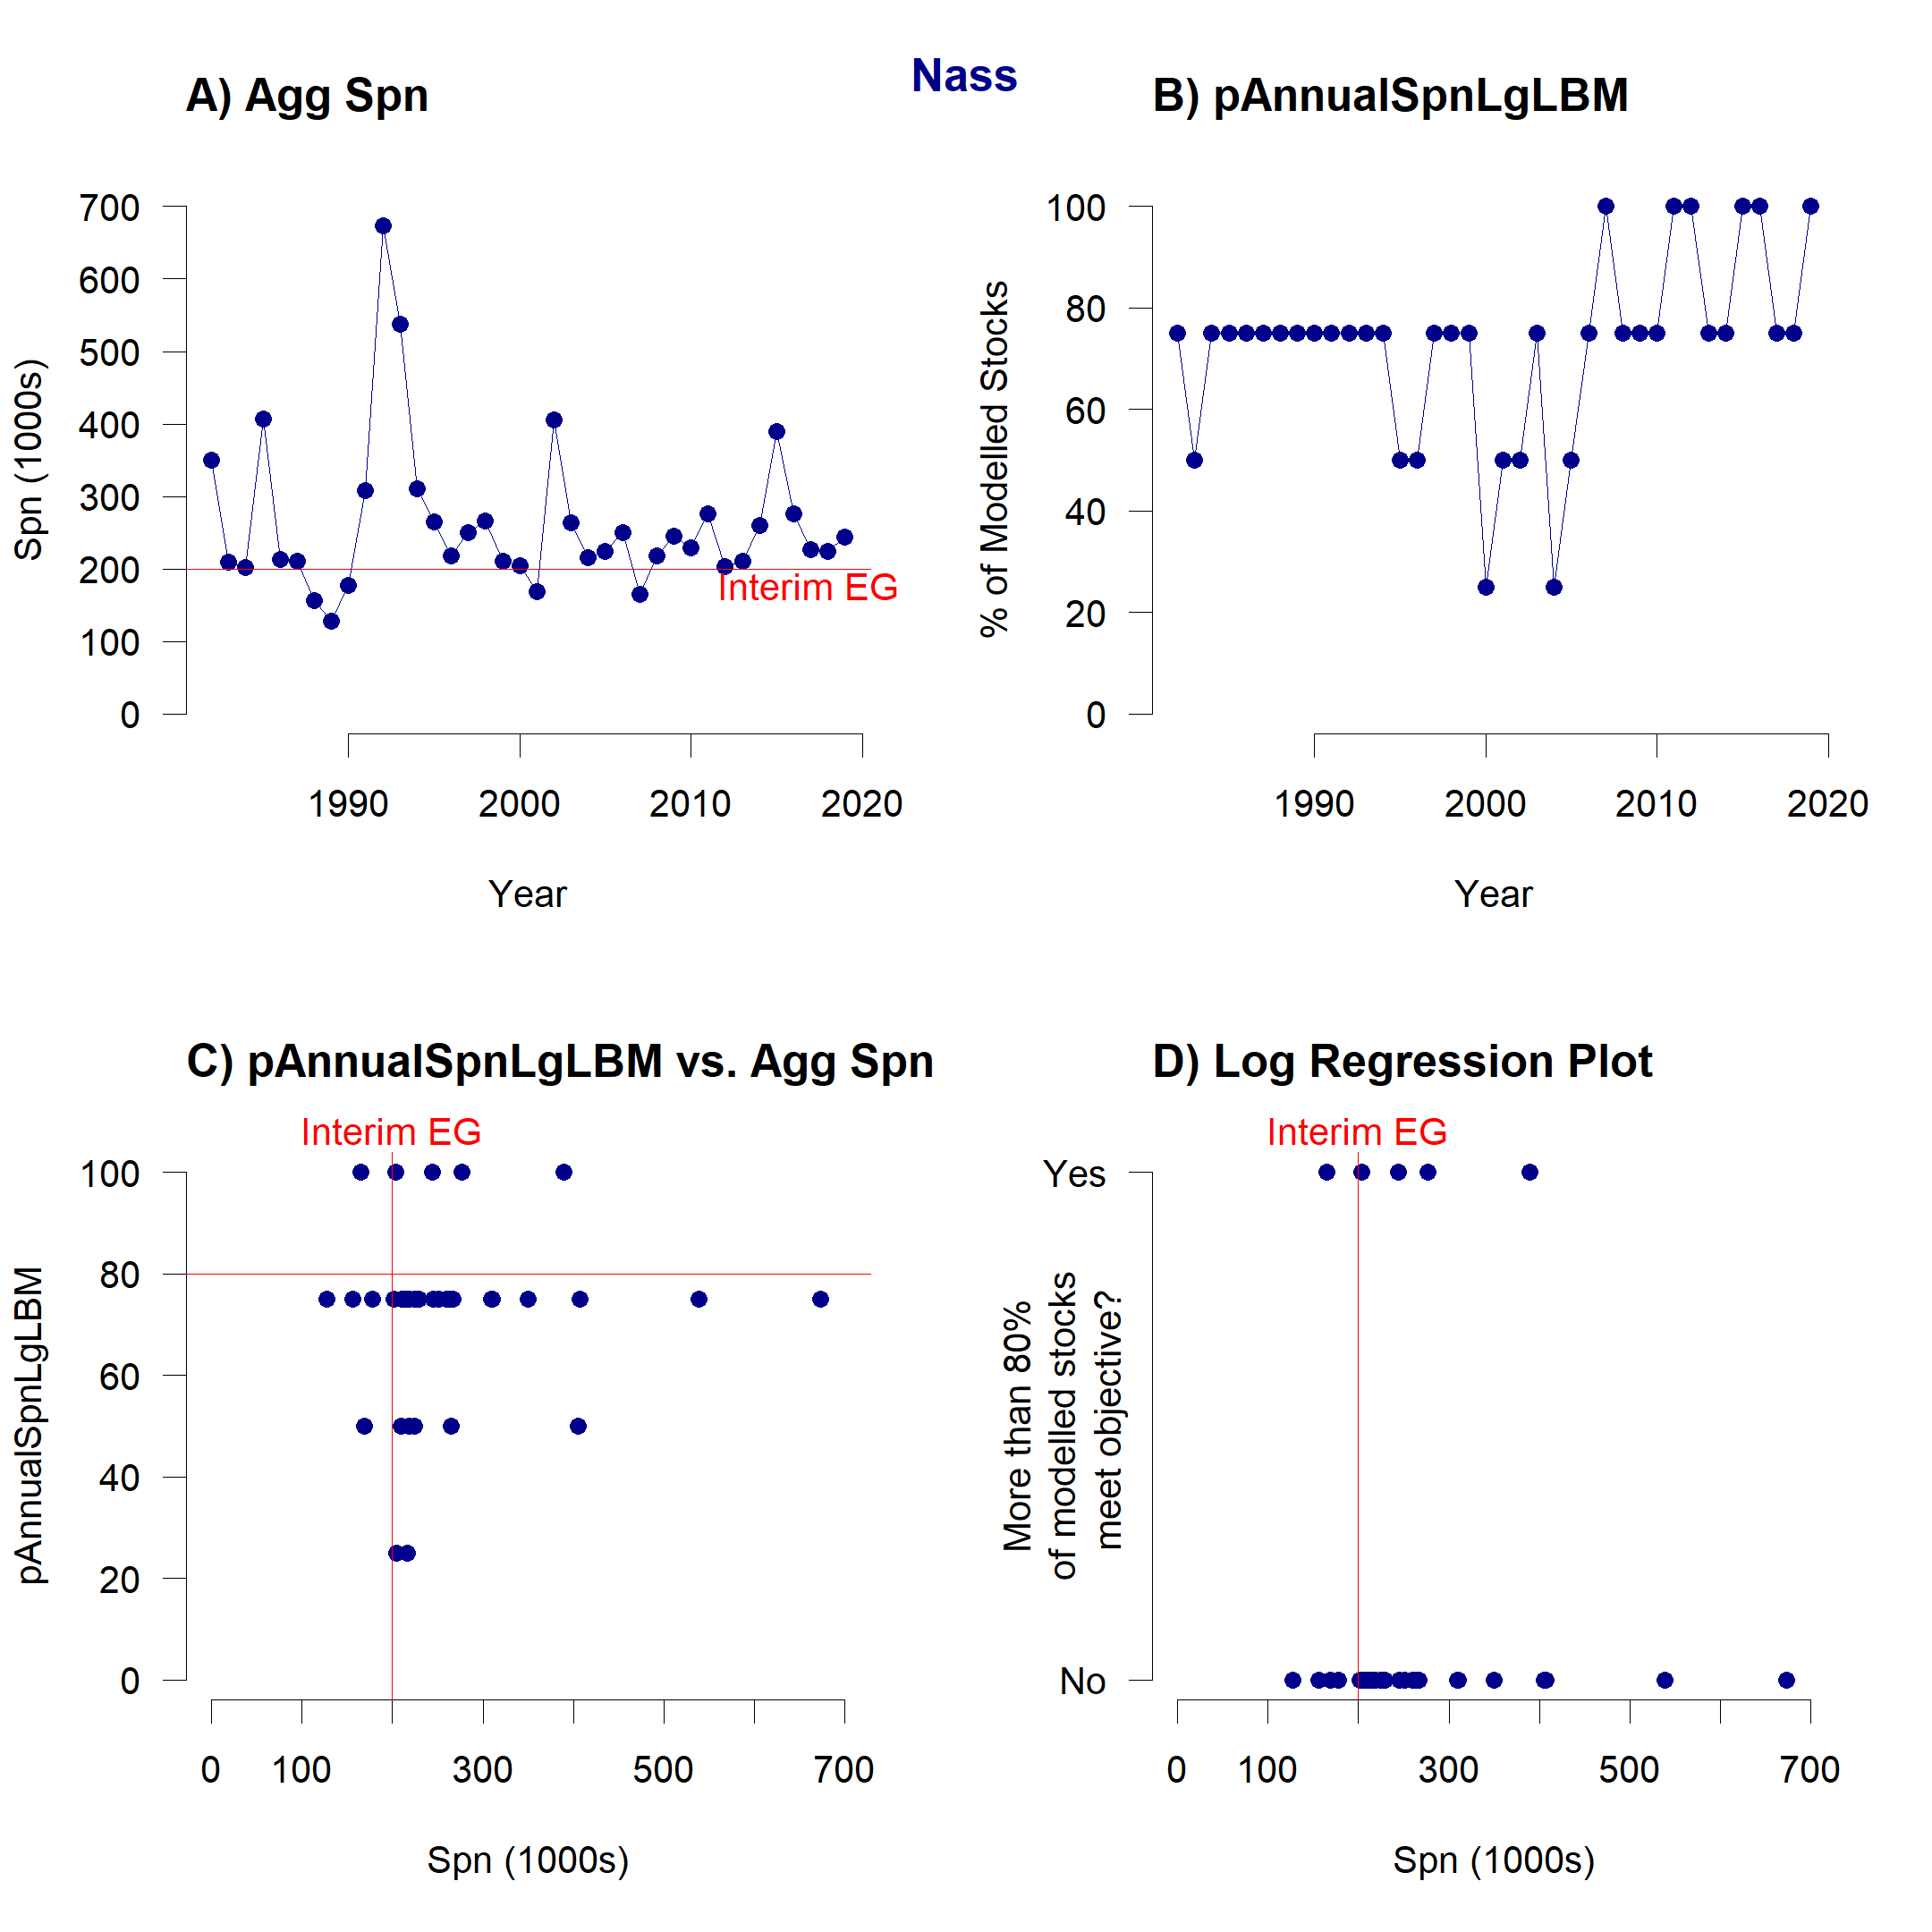 Nass
A) Agg Spn
Spn (1000s)
700
600
500
400
300
200
100
0
Interim EG
1990
2000
2010
2020
Year
B) pAnnualSpnLgLBM
% of Modelled Stocks
100
80
60
40
20
0
1990
2000
2010
2020
Year
C) pAnnualSpnLgLBM vs. Agg Spn
Interim EG
pAnnualSpnLgLBM
100
80
60
40
20
0
0
100
300
500
700
Spn (1000s)
D) Log Regression Plot
Interim EG
More than 80%
of modelled stocks
meet objective?
Yes
No
0
100
300
500
700
Spn (1000s)